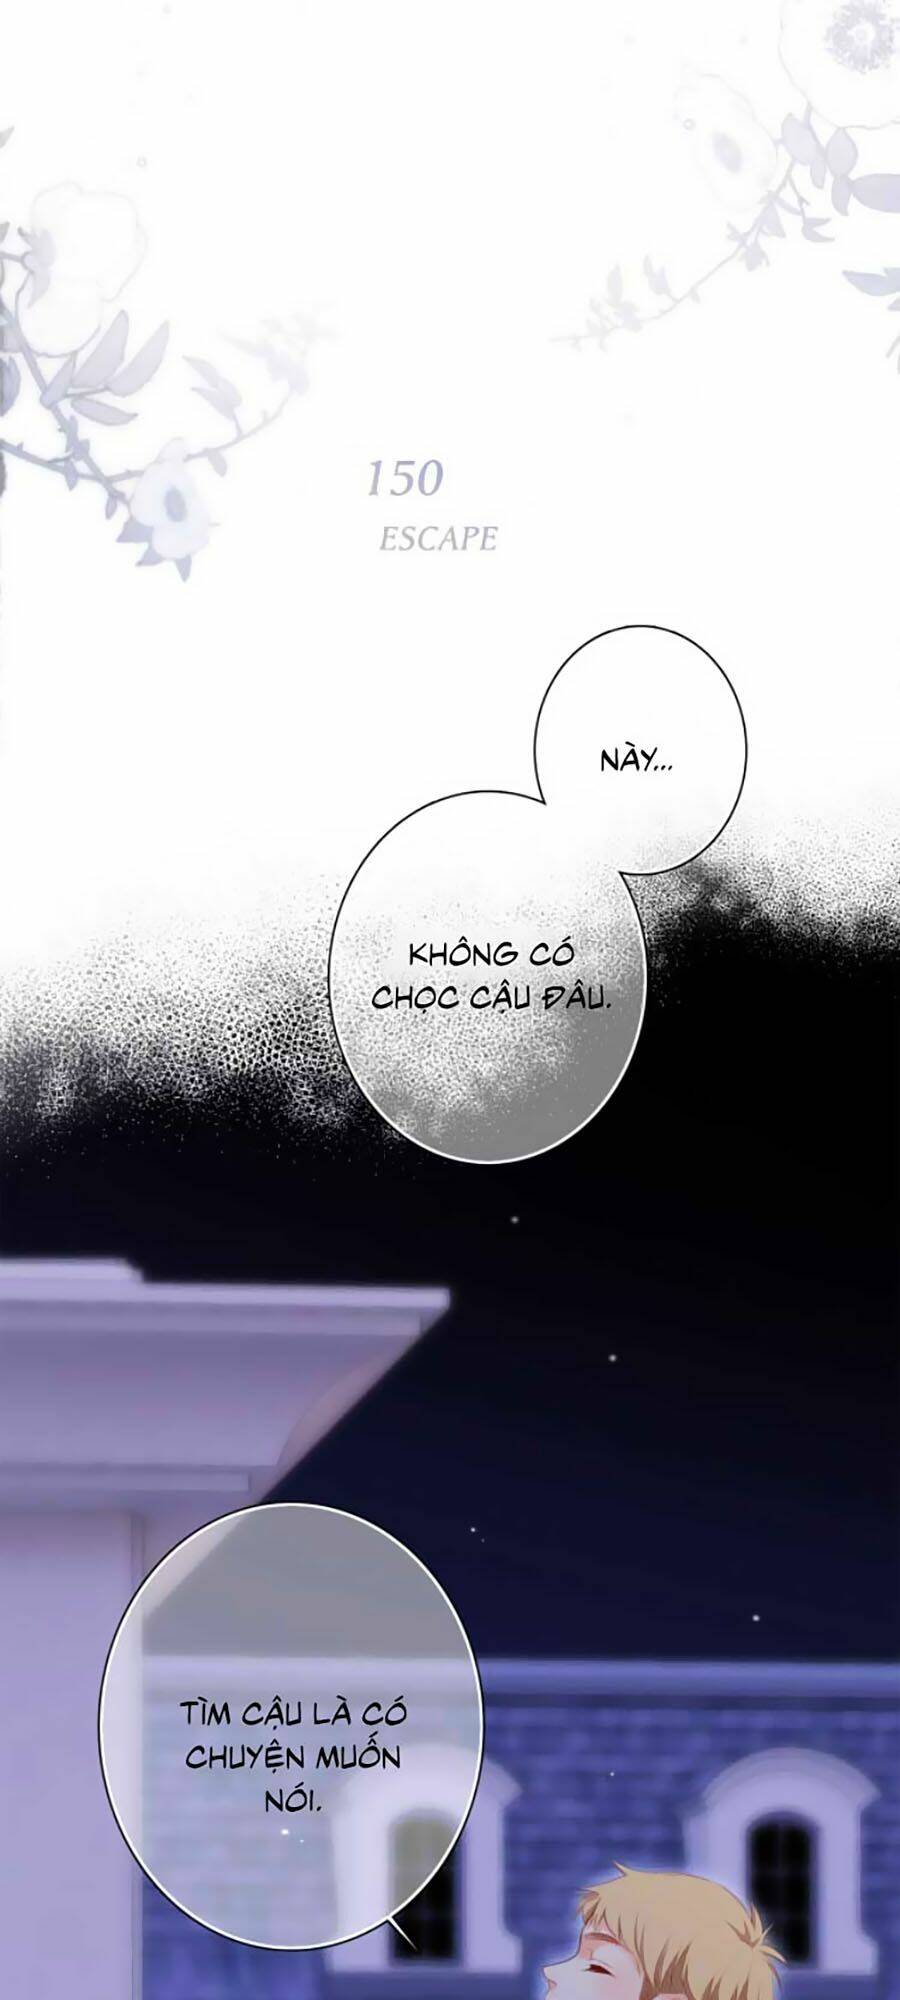 150
ESCAPE
NÀY...
KHÔNG CÓ
CHỌC CẬU ĐÂU.
TÌM CẬU LÀ CÓ
CHUYỆN MUỐN
NÓI.